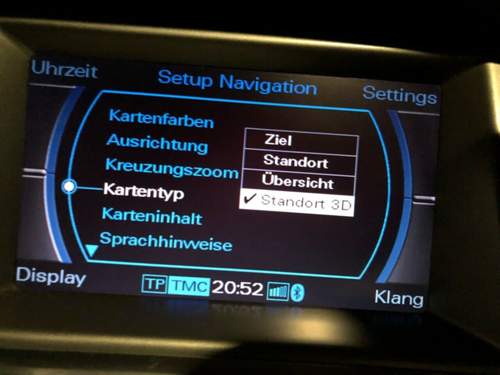 Uhrzeit
Setup Navigation
Settings
Kartenfarben
Ausrichtung
Kreuzungszoom
Kartentyp
Karteninhalt
Sprachhinweise
Ziel
Standort
Übersicht
✔ Standort 3D
Display
TP TMC 20:52
Klang